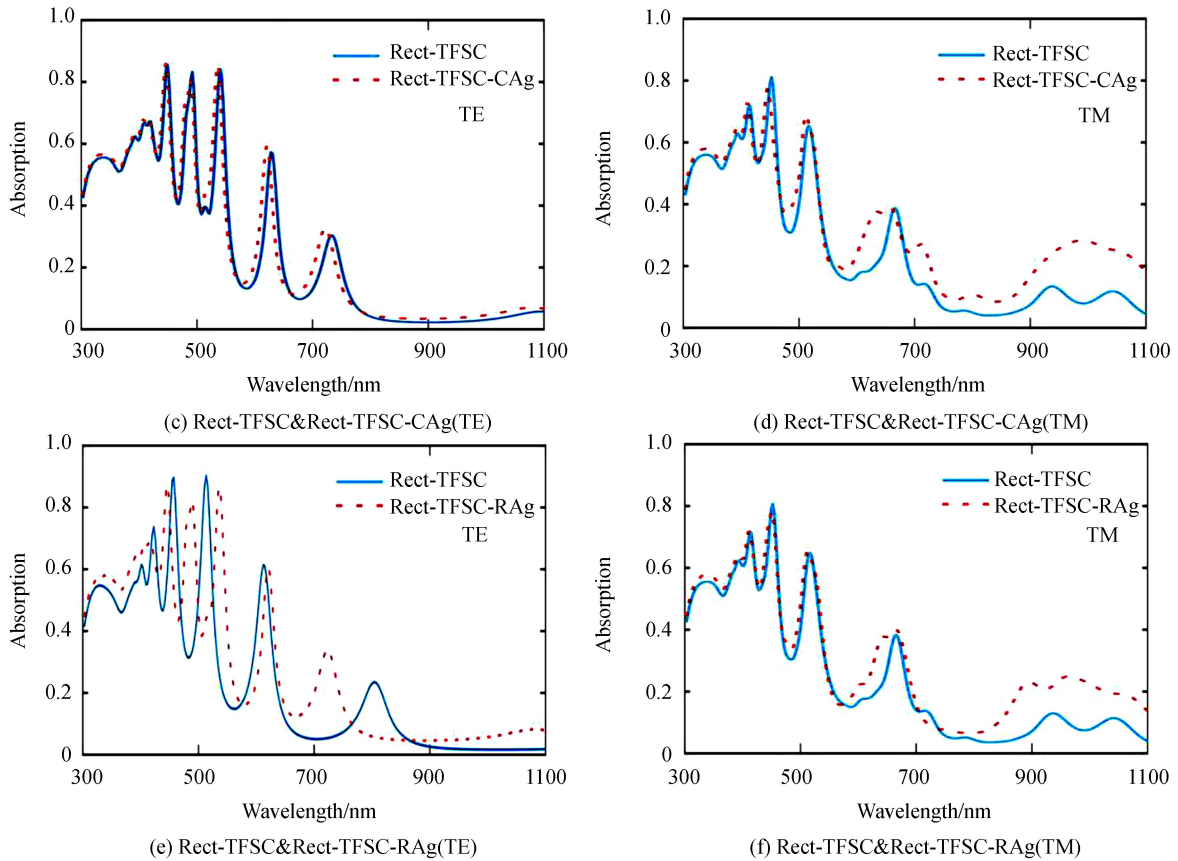 1.0
0.8
0.6
0.4
0.2
0
Absorption
Rect-TFSC
Rect-TFSC-CAg
TE
300
500
700
900
1100
Wavelength/nm
(c) Rect-TFSC&Rect-TFSC-CAg(TE)
1.0
0.8
0.6
0.4
0.2
0
Absorption
Rect-TFSC
Rect-TFSC-CAg
TM
300
500
700
900
1100
Wavelength/nm
(d) Rect-TFSC&Rect-TFSC-CAg(TM)
1.0
0.8
0.6
0.4
0.2
0
Absorption
Rect-TFSC
Rect-TFSC-RAg
TE
300
500
700
900
1100
Wavelength/nm
(e) Rect-TFSC&Rect-TFSC-RAg(TE)
1.0
0.8
0.6
0.4
0.2
0
Absorption
Rect-TFSC
Rect-TFSC-RAg
TM
300
500
700
900
1100
Wavelength/nm
(f) Rect-TFSC&Rect-TFSC-RAg(TM)